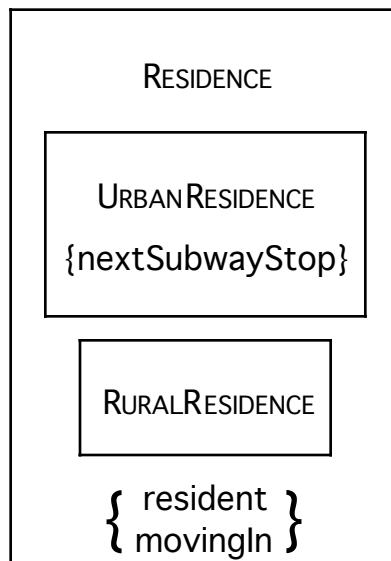 RESIDENCE
URBANRESIDENCE
{nextSubwayStop}
RURALRESIDENCE
{ resident
movingIn }